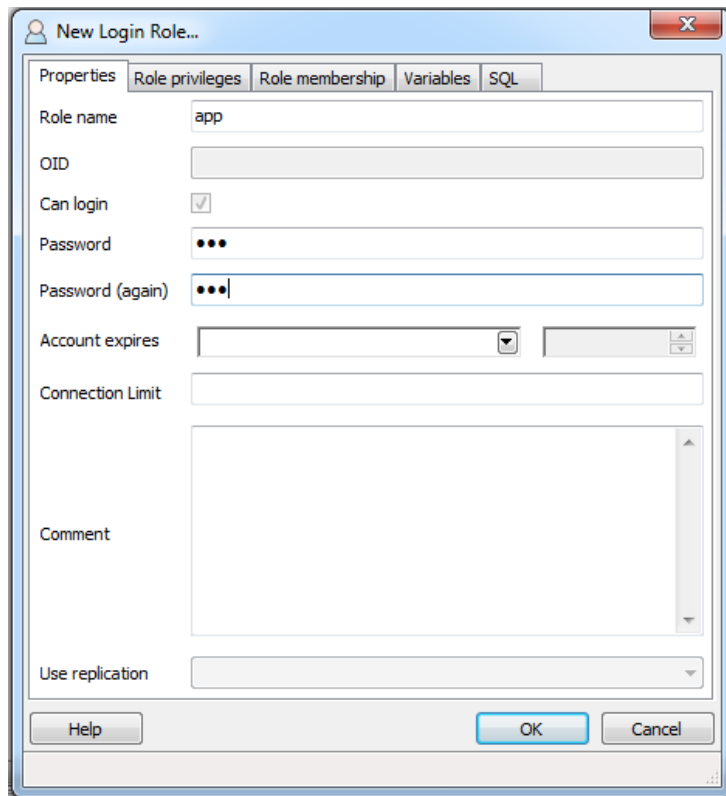 New Login Role...
Properties Role privileges Role membership Variables SQL
Role name app
OID
Can login
Password •••
Password (again) •••
Account expires
Connection Limit
Comment
Use replication
Help OK Cancel